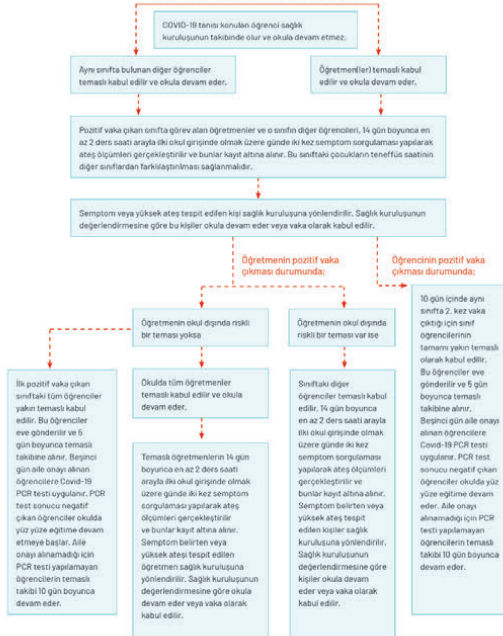 COVID-19 tanısı konulan öğrenci sağlık
kuruluşunun takibinde olur ve okula devam etmez.
Aynı sınıfta bulunan diğer öğrenciler
temaslı kabul edilir ve okula devam eder.
Öğretmen(ler) temaslı kabul
edilir ve okula devam eder.
Pozitif vaka çıkan sınıfta görev alan öğretmenler ve o sınıfın diğer öğrencileri, 14 gün boyunca en
az 2 ders saati arayla ilki okul girişinde olmak üzere günde iki kez semptom sorgulaması yapılarak
ateş ölçümleri gerçekleştirilir ve bunlar kayıt altına alınır. Bu sınıftaki çocukların teneffüs saatinin
diğer sınıflardan farklılaştırılması sağlanmalıdır.
Semptom veya yüksek ateş tespit edilen kişi sağlık kuruluşuna yönlendirilir. Sağlık kuruluşunun
değerlendirmesine göre bu kişiler okula devam eder veya vaka olarak kabul edilir.
Öğretmenin pozitif vaka
çıkması durumunda;
Öğrencinin pozitif vaka
çıkması durumunda;
Öğretmenin okul dışında riskli
bir teması yoksa
Öğretmenin okul dışında
riskli bir teması var ise
10 gün içinde aynı
sınıfta 2. kez vaka
çıktığı için sınıf
öğrencilerinin
tamamı yakın temaslı
olarak kabul edilir.
Bu öğrenciler eve
gönderilir ve 5 gün
boyunca temaslı
takibine alınır.
Beşinci gün aile
onayı alınan
öğrencilere
Covid-19 PCR testi
uygulanır. PCR testi
sonucu negatif çıkan
öğrenciler okulda yüz
yüze eğitime devam
eder. Aile onayı
alınamadığı için PCR
testi yapılamayan
öğrencilerin temaslı
takibi 10 gün boyunca
devam eder.
İlk pozitif vaka çıkan
sınıftaki tüm öğrenciler
yakın temaslı kabul
edilir. Bu öğrenciler
eve gönderilir ve 5
gün boyunca temaslı
takibine alınır. Beşinci
gün aile onayı alınan
öğrencilere Covid-19
PCR testi uygulanır. PCR
test sonucu negatif
çıkan öğrenciler okulda
yüz yüze eğitime devam
etmeye başlar. Aile
onayı alınamadığı için
PCR testi yapılamayan
öğrencilerin temaslı
takibi 10 gün boyunca
devam eder.
Okulda tüm öğretmenler
temaslı kabul edilir ve okula
devam eder.
Temaslı öğretmenlerin 14 gün
boyunca en az 2 ders saati
arayla ilki okul girişinde olmak
üzere günde iki kez semptom
sorgulaması yapılarak ateş
ölçümleri gerçekleştirilir
ve bunlar kayıt altına alınır.
Semptom belirten veya
yüksek ateşi tespit edilen
öğretmen sağlık kuruluşuna
yönlendirilir. Sağlık kuruluşunun
değerlendirmesine göre okula
devam eder veya vaka olarak
kabul edilir.
Sınıftaki diğer
öğrenciler temaslı kabul
edilir. 14 gün boyunca
en az 2 ders saati arayla
ilki okul girişinde olmak
üzere günde iki kez
semptom sorgulaması
yapılarak ateş ölçümleri
gerçekleştirilir ve bunlar
kayıt altına alınır.
Semptom belirten veya
yüksek ateş tespit
edilen kişiler sağlık
kuruluşuna yönlendirilir.
Sağlık kuruluşunun
değerlendirmesine göre
kişiler okula devam
eder veya vaka olarak
kabul edilir.